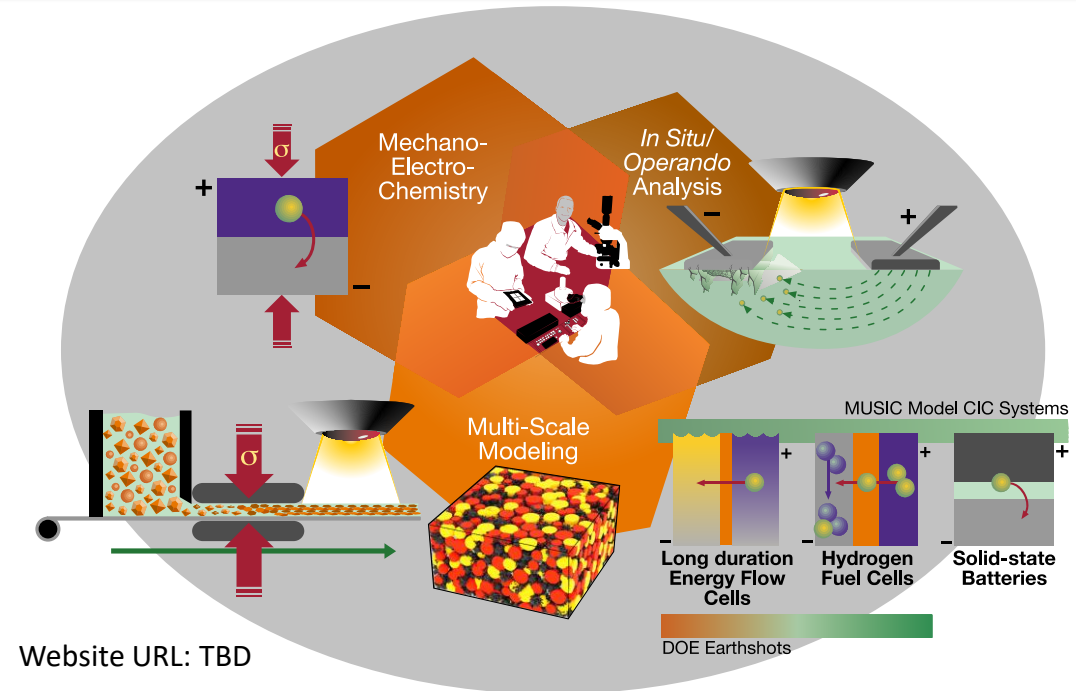 Mechano-
Electro-
Chemistry
In Situ/
Operando
Analysis
σ
+
–
–
+
σ
Multi-Scale
Modeling
MUSIC Model CIC Systems
+
+
+
–
–
–
Long duration
Energy Flow
Cells
Hydrogen
Fuel Cells
Solid-state
Batteries
DOE Earthshots
Website URL: TBD